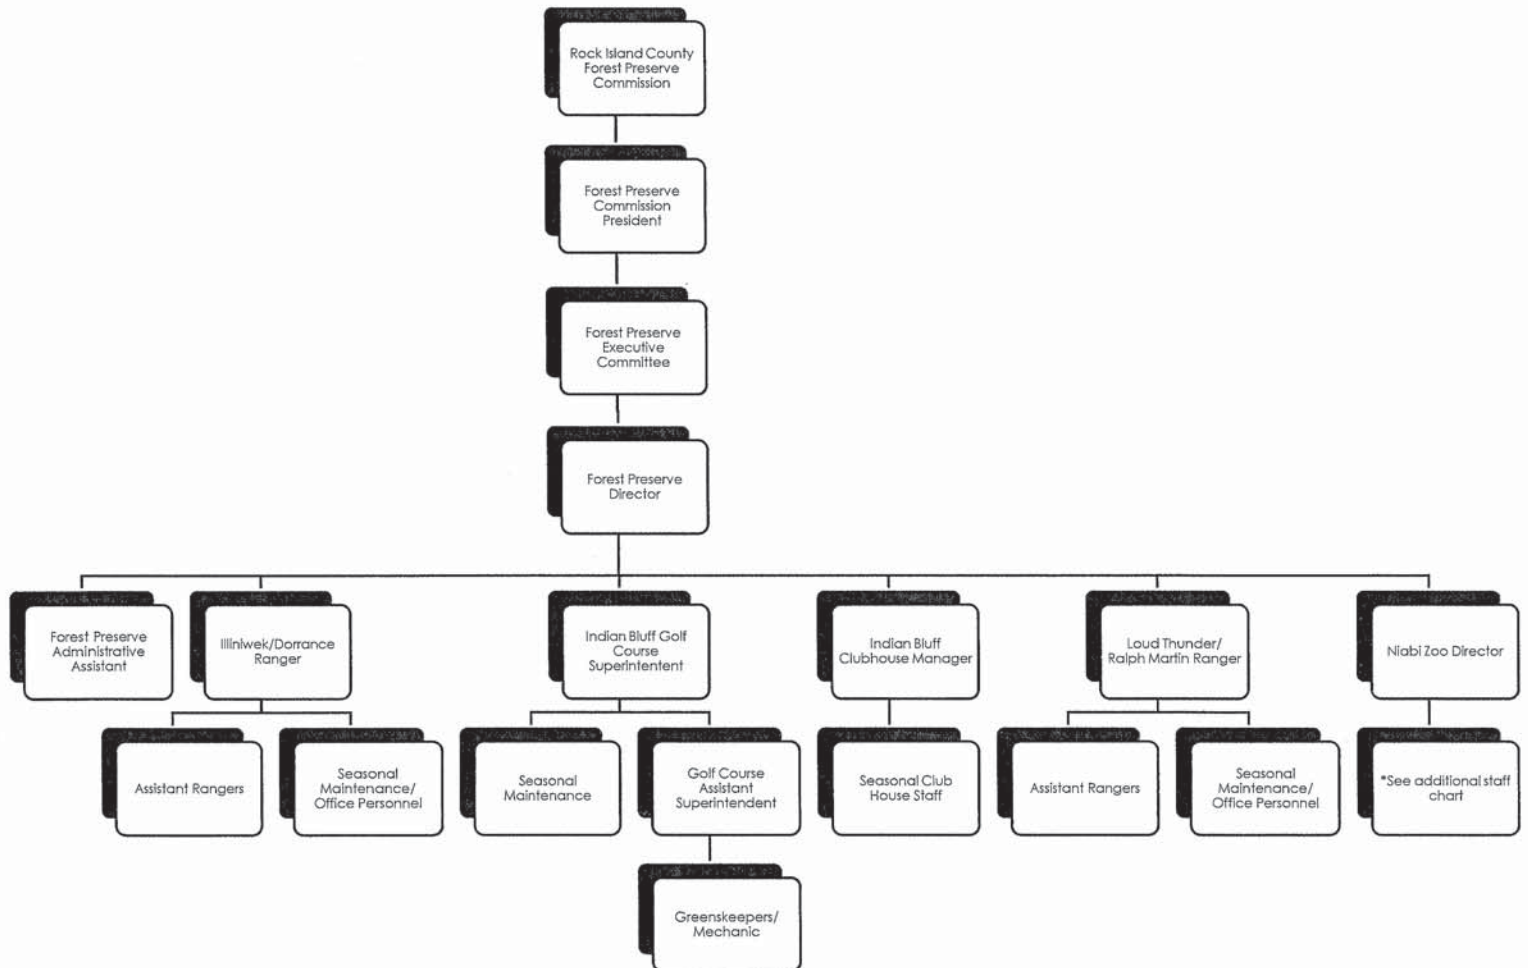 Rock Island County
Forest Preserve
Commission
Forest Preserve
Commission
President
Forest Preserve
Executive
Committee
Forest Preserve
Director
Forest Preserve
Administrative
Assistant
Illiniwek/Dorrance
Ranger
Indian Bluff Golf
Course
Superintentent
Indian Bluff
Clubhouse Manager
Loud Thunder/
Ralph Martin Ranger
Niabi Zoo Director
Assistant Rangers
Seasonal
Maintenance/
Office Personnel
Seasonal
Maintenance
Golf Course
Assistant
Superintendent
Seasonal Club
House Staff
Assistant Rangers
Seasonal
Maintenance/
Office Personnel
*See additional staff
chart
Greenskeepers/
Mechanic